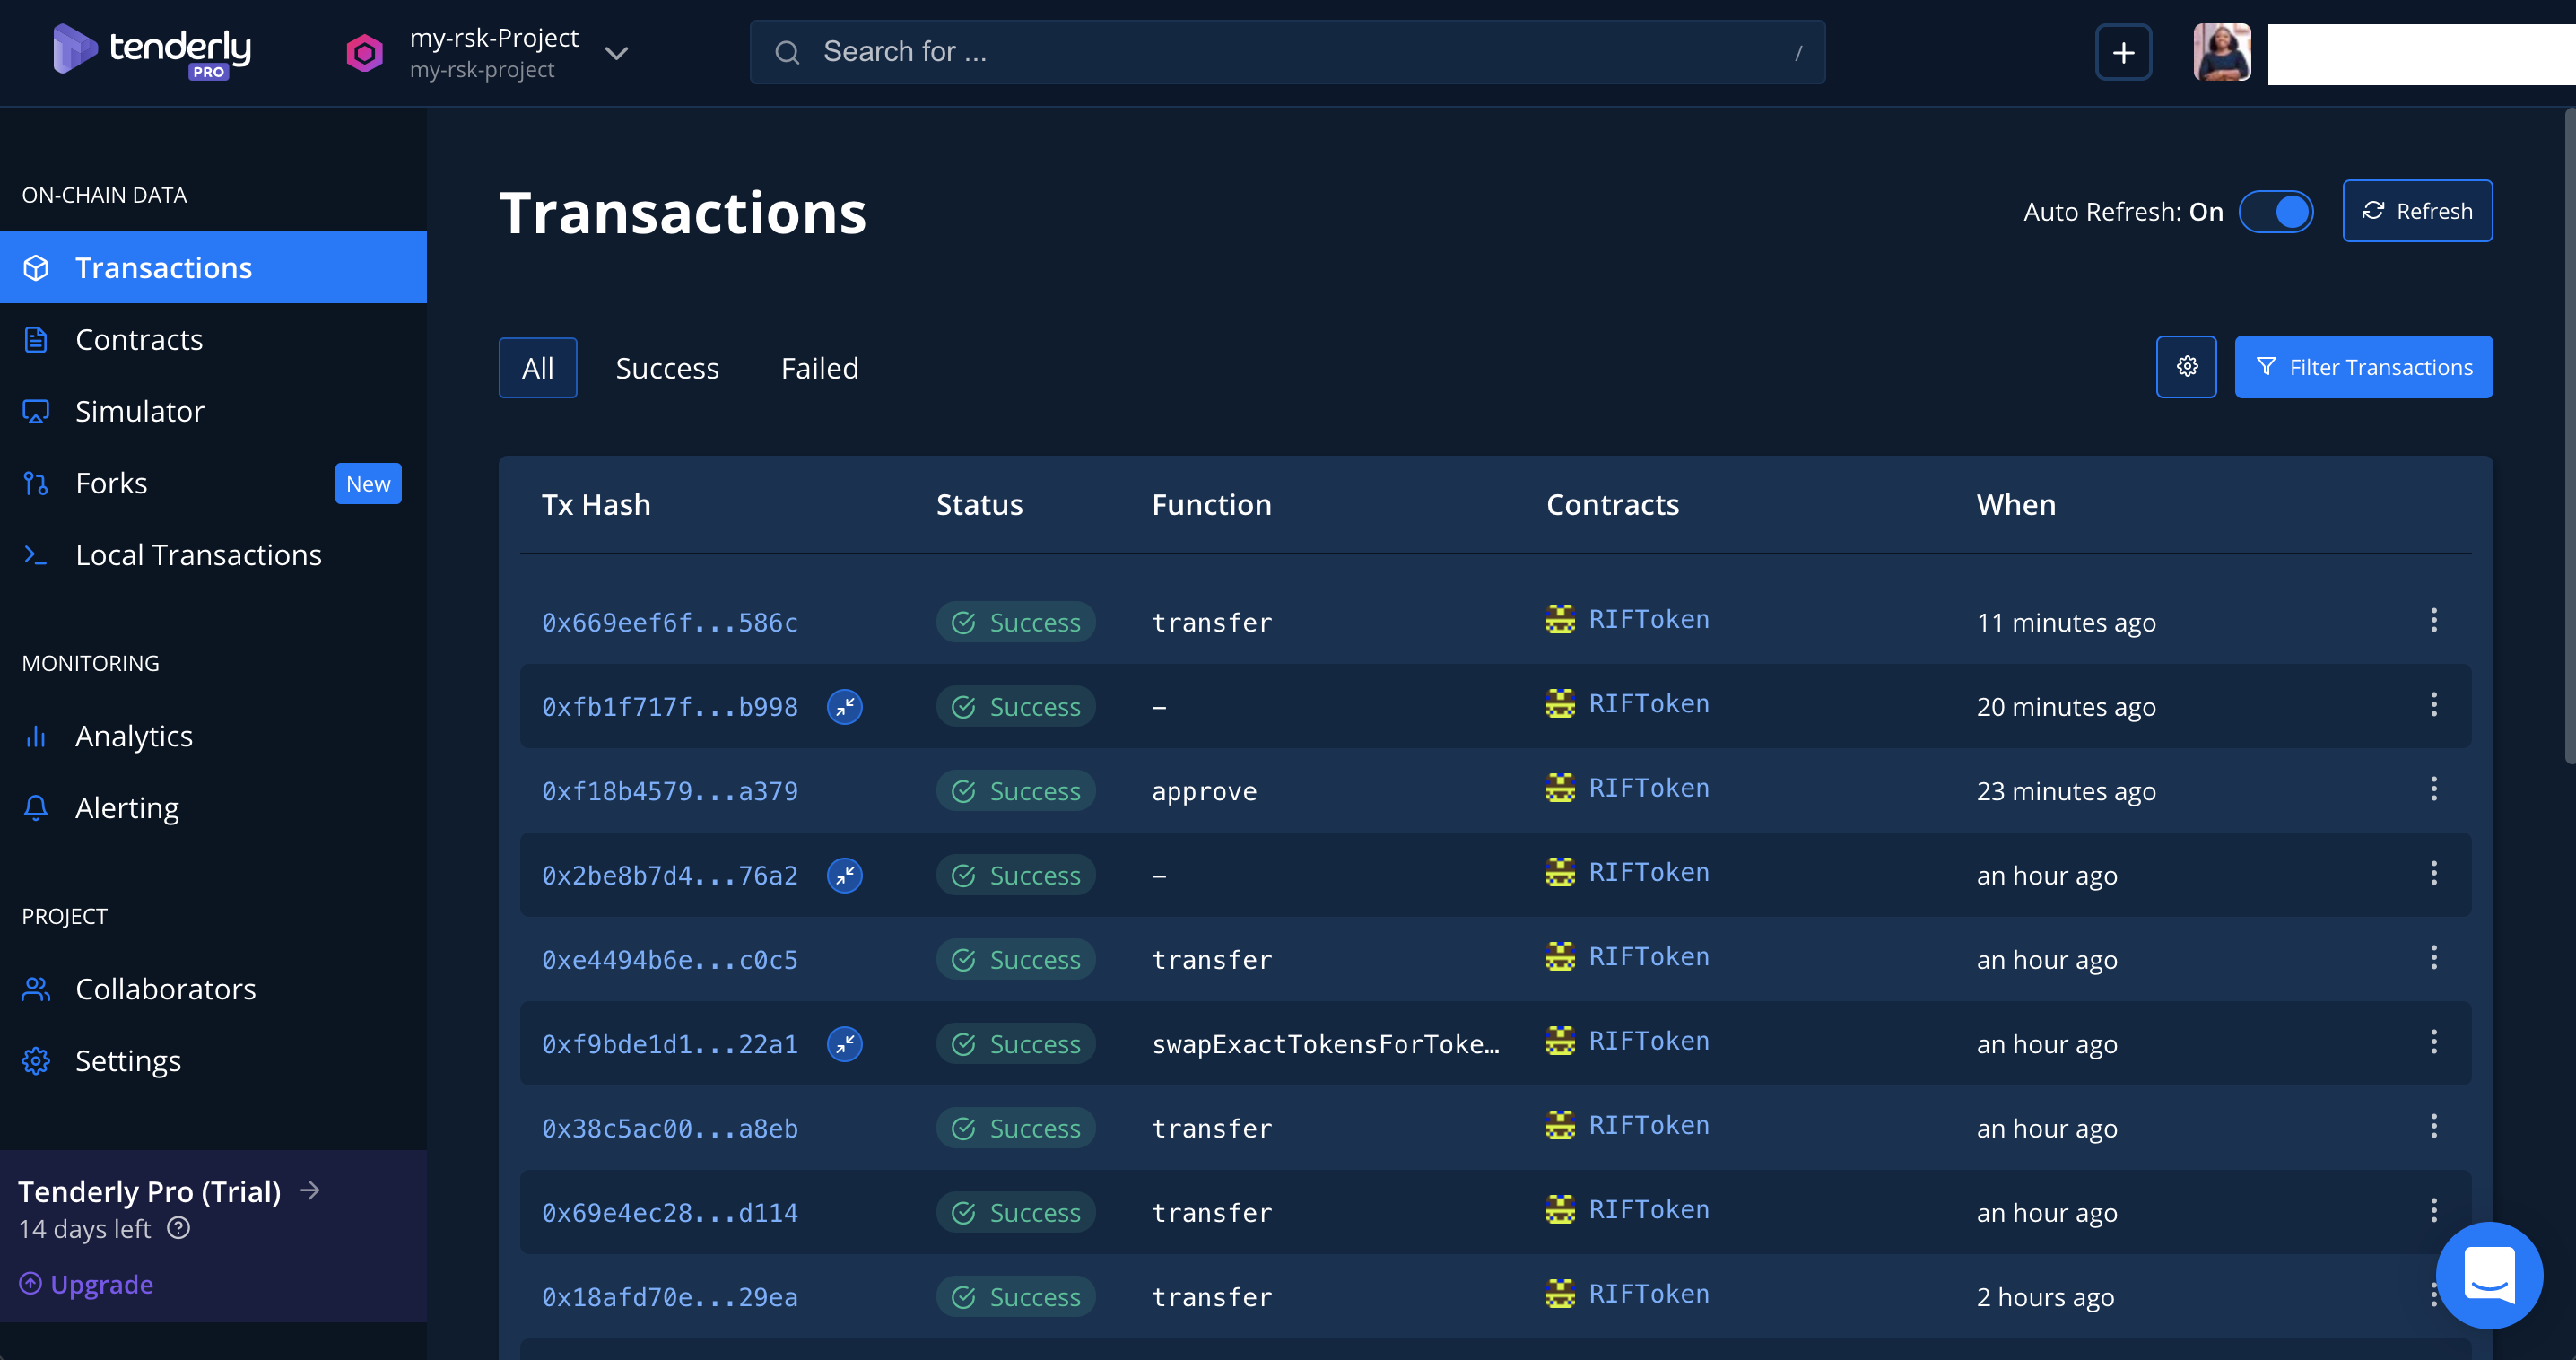 tenderly
PRO
my-rsk-Project
my-rsk-project
Search for ...
/
ON-CHAIN DATA
Transactions
Contracts
Simulator
Forks
New
Local Transactions
MONITORING
Analytics
Alerting
PROJECT
Collaborators
Settings
Tenderly Pro (Trial)
14 days left
Upgrade
Transactions
Auto Refresh: On
Refresh
All Success Failed
Filter Transactions
Tx Hash Status Function Contracts When
0x669eef6f...586c Success transfer RIFToken 11 minutes ago
0xfb1f717f...b998 Success – RIFToken 20 minutes ago
0xf18b4579...a379 Success approve RIFToken 23 minutes ago
0x2be8b7d4...76a2 Success – RIFToken an hour ago
0xe4494b6e...c0c5 Success transfer RIFToken an hour ago
0xf9bde1d1...22a1 Success swapExactTokensForToke… RIFToken an hour ago
0x38c5ac00...a8eb Success transfer RIFToken an hour ago
0x69e4ec28...d114 Success transfer RIFToken an hour ago
0x18afd70e...29ea Success transfer RIFToken 2 hours ago